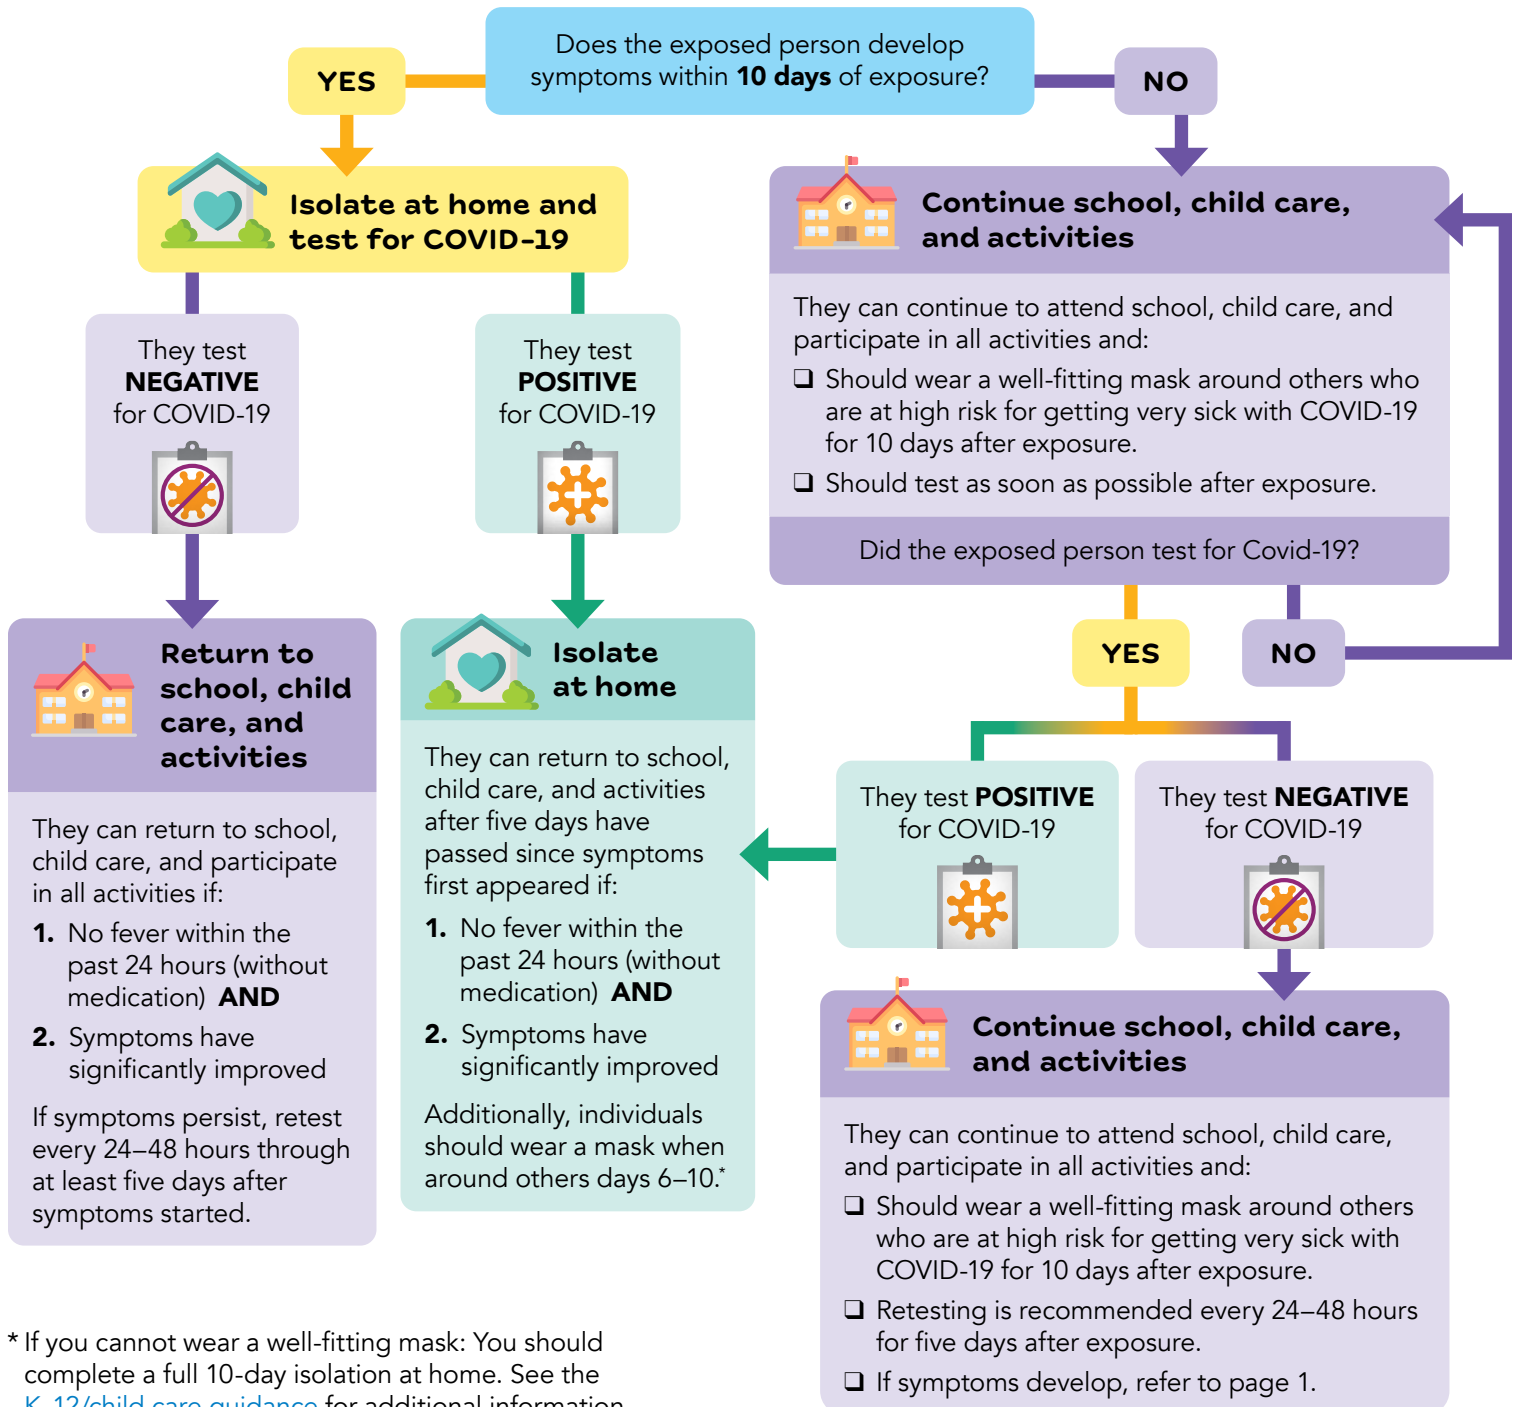 Does the exposed person develop
symptoms within 10 days of exposure?
YES
NO
Isolate at home and
test for COVID-19
They test
NEGATIVE
for COVID-19
They test
POSITIVE
for COVID-19
Return to
school, child
care, and
activities
They can return to school,
child care, and participate
in all activities if:
1. No fever within the
past 24 hours (without
medication) AND
2. Symptoms have
significantly improved
If symptoms persist, retest
every 24–48 hours through
at least five days after
symptoms started.
Isolate
at home
They can return to school,
child care, and activities
after five days have
passed since symptoms
first appeared if:
1. No fever within the
past 24 hours (without
medication) AND
2. Symptoms have
significantly improved
Additionally, individuals
should wear a mask when
around others days 6–10.*
Continue school, child care,
and activities
They can continue to attend school, child care, and
participate in all activities and:
❑ Should wear a well-fitting mask around others who
are at high risk for getting very sick with COVID-19
for 10 days after exposure.
❑ Should test as soon as possible after exposure.
Did the exposed person test for Covid-19?
YES
NO
They test POSITIVE
for COVID-19
They test NEGATIVE
for COVID-19
Continue school, child care,
and activities
They can continue to attend school, child care,
and participate in all activities and:
❑ Should wear a well-fitting mask around others
who are at high risk for getting very sick with
COVID-19 for 10 days after exposure.
❑ Retesting is recommended every 24–48 hours
for five days after exposure.
❑ If symptoms develop, refer to page 1.
* If you cannot wear a well-fitting mask: You should
complete a full 10-day isolation at home. See the
K-12/child care guidance for additional information